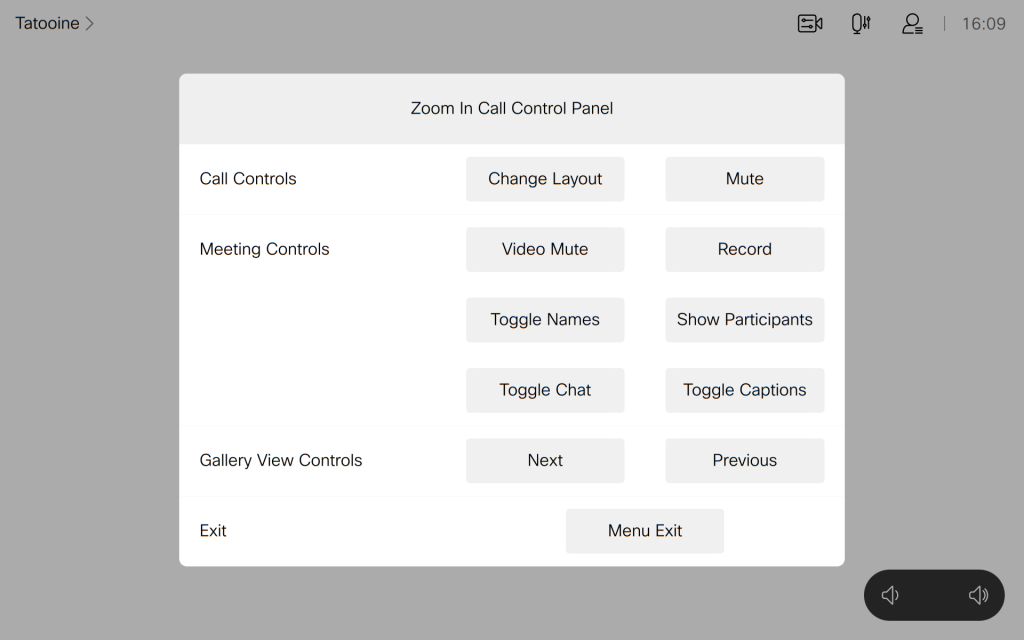 Tatooine
16:09
Zoom In Call Control Panel
Call Controls
Change Layout
Mute
Meeting Controls
Video Mute
Record
Toggle Names
Show Participants
Toggle Chat
Toggle Captions
Gallery View Controls
Next
Previous
Exit
Menu Exit